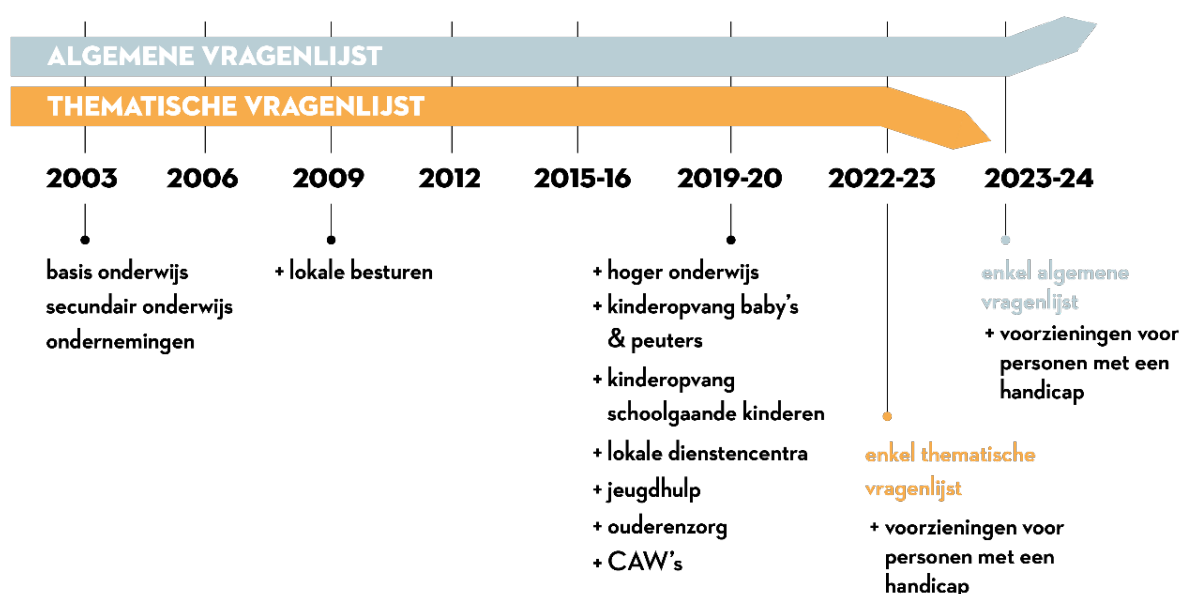 ALGEMENE VRAGENLIJST
THEMATISCHE VRAGENLIJST
2003 2006 2009 2012 2015-16 2019-20 2022-23 2023-24
basis onderwijs
secundair onderwijs
ondernemingen
+ lokale besturen
+ hoger onderwijs
+ kinderopvang baby's
& peuters
+ kinderopvang
schoolgaande kinderen
+ lokale dienstencentra
+ jeugdhulp
+ ouderenzorg
+ CAW's
enkel thematische
vragenlijst
+ voorzieningen voor
personen met een
handicap
enkel algemene
vragenlijst
+ voorzieningen voor
personen met een
handicap